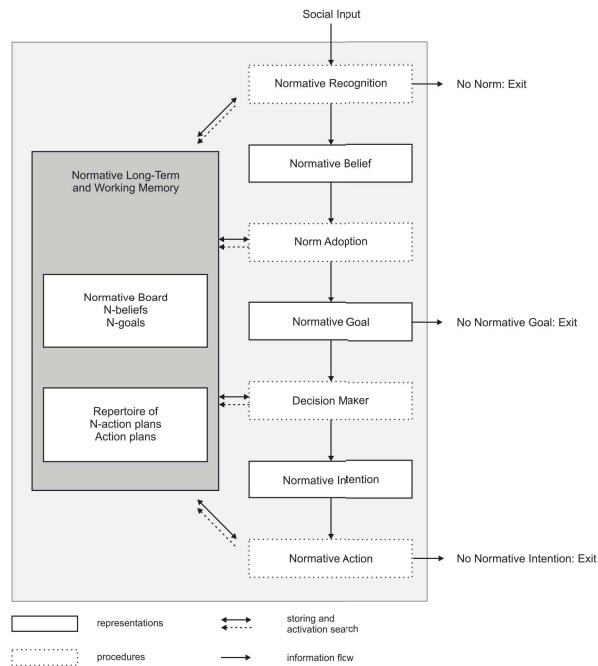 Social Input
Normative Recognition
No Norm: Exit
Normative Belief
Normative Long-Term
and Working Memory
Norm Adoption
Normative Board
N-beliefs
N-goals
Normative Goal
No Normative Goal: Exit
Decision Maker
Repertoire of
N-action plans
Action plans
Normative Intention
Normative Action
No Normative Intention: Exit
representations
storing and
activation search
procedures
information flow